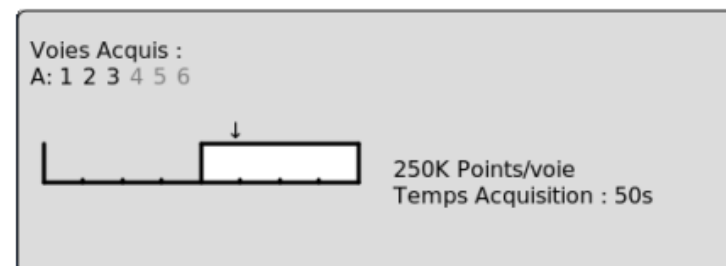 Voies Acquis :
A: 1 2 3 4 5 6
↓
250K Points/voie
Temps Acquisition : 50s